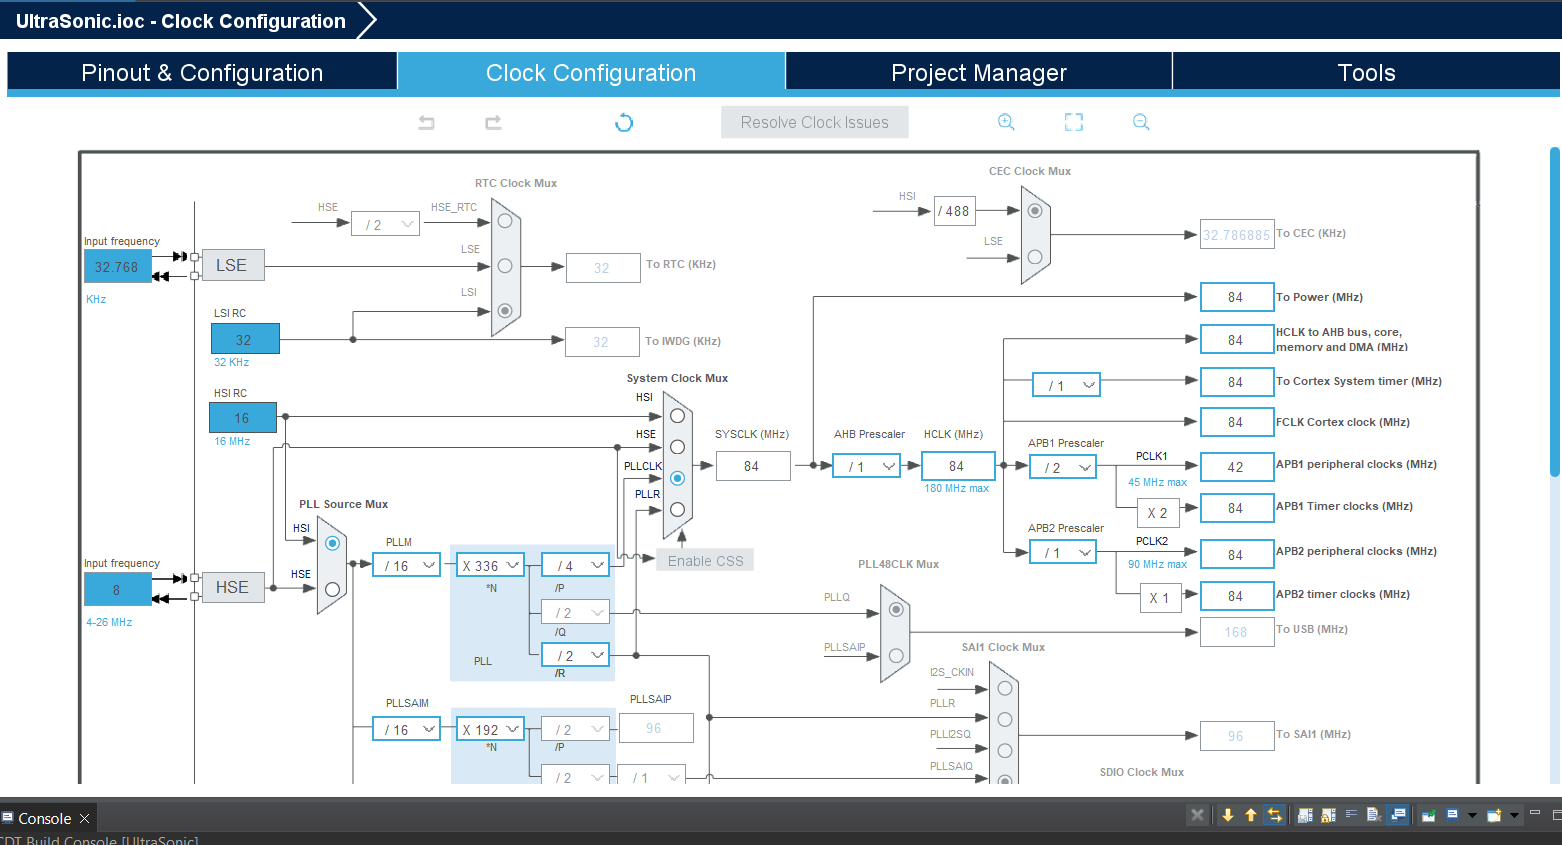 UltraSonic.ioc - Clock Configuration
Pinout & Configuration
Clock Configuration
Project Manager
Tools
Resolve Clock Issues
RTC Clock Mux
CEC Clock Mux
HSE
/ 2
HSE_RTC
HSI
/ 488
LSE
32.786885
To CEC (KHz)
Input frequency
32.768
KHz
LSE
LSE
32
To RTC (KHz)
LSI
LSI RC
32
32 KHz
32
To IWDG (KHz)
84
To Power (MHz)
84
HCLK to AHB bus, core,
memory and DMA (MHz)
/ 1
84
To Cortex System timer (MHz)
84
FCLK Cortex clock (MHz)
System Clock Mux
HSI RC
16
16 MHz
HSI
HSE
PLLCLK
PLLR
SYSCLK (MHz)
84
AHB Prescaler
/ 1
HCLK (MHz)
84
180 MHz max
APB1 Prescaler
/ 2
PCLK1
45 MHz max
42
APB1 peripheral clocks (MHz)
X 2
84
APB1 Timer clocks (MHz)
APB2 Prescaler
/ 1
PCLK2
90 MHz max
84
APB2 peripheral clocks (MHz)
X 1
84
APB2 timer clocks (MHz)
PLL Source Mux
HSI
HSE
Input frequency
8
4-26 MHz
HSE
PLLM
/ 16
X 336
*N
/ 4
/P
/ 2
/Q
/ 2
/R
PLL
Enable CSS
PLL48CLK Mux
PLLQ
PLLSAIP
168
To USB (MHz)
SAI1 Clock Mux
I2S_CKIN
PLLR
PLLI2SQ
PLLSAIQ
96
To SAI1 (MHz)
SDIO Clock Mux
PLLSAIM
/ 16
X 192
*N
/ 2
/P
PLLSAIP
96
/ 2
/ 1
Console
CDT Build Console [UltraSonic]